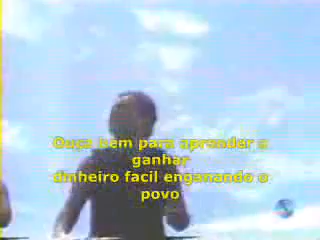 Ouça bem para aprender a
ganhar
dinheiro facil enganando o
povo